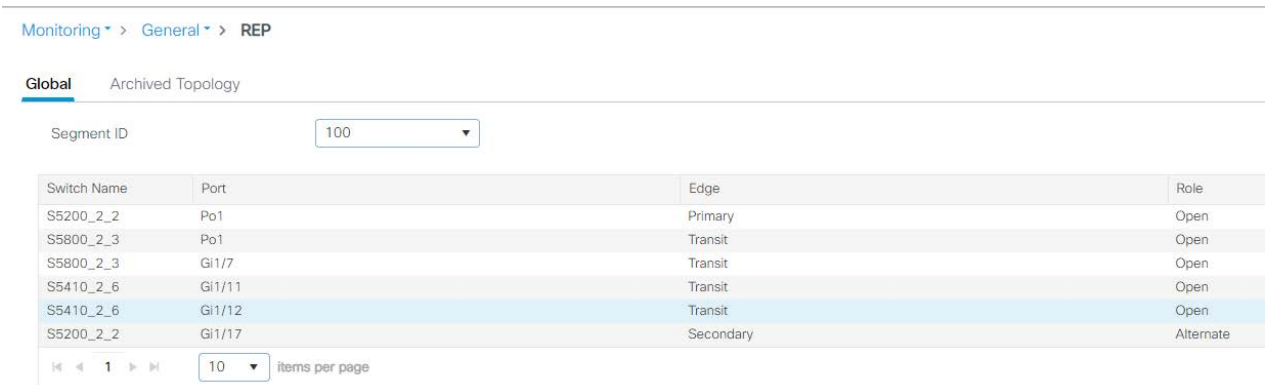 Monitoring > General > REP
Global Archived Topology
Segment ID 100
Switch Name Port Edge Role
S5200_2_2 Po1 Primary Open
S5800_2_3 Po1 Transit Open
S5800_2_3 Gi1/7 Transit Open
S5410_2_6 Gi1/11 Transit Open
S5410_2_6 Gi1/12 Transit Open
S5200_2_2 Gi1/17 Secondary Alternate
1 10 items per page